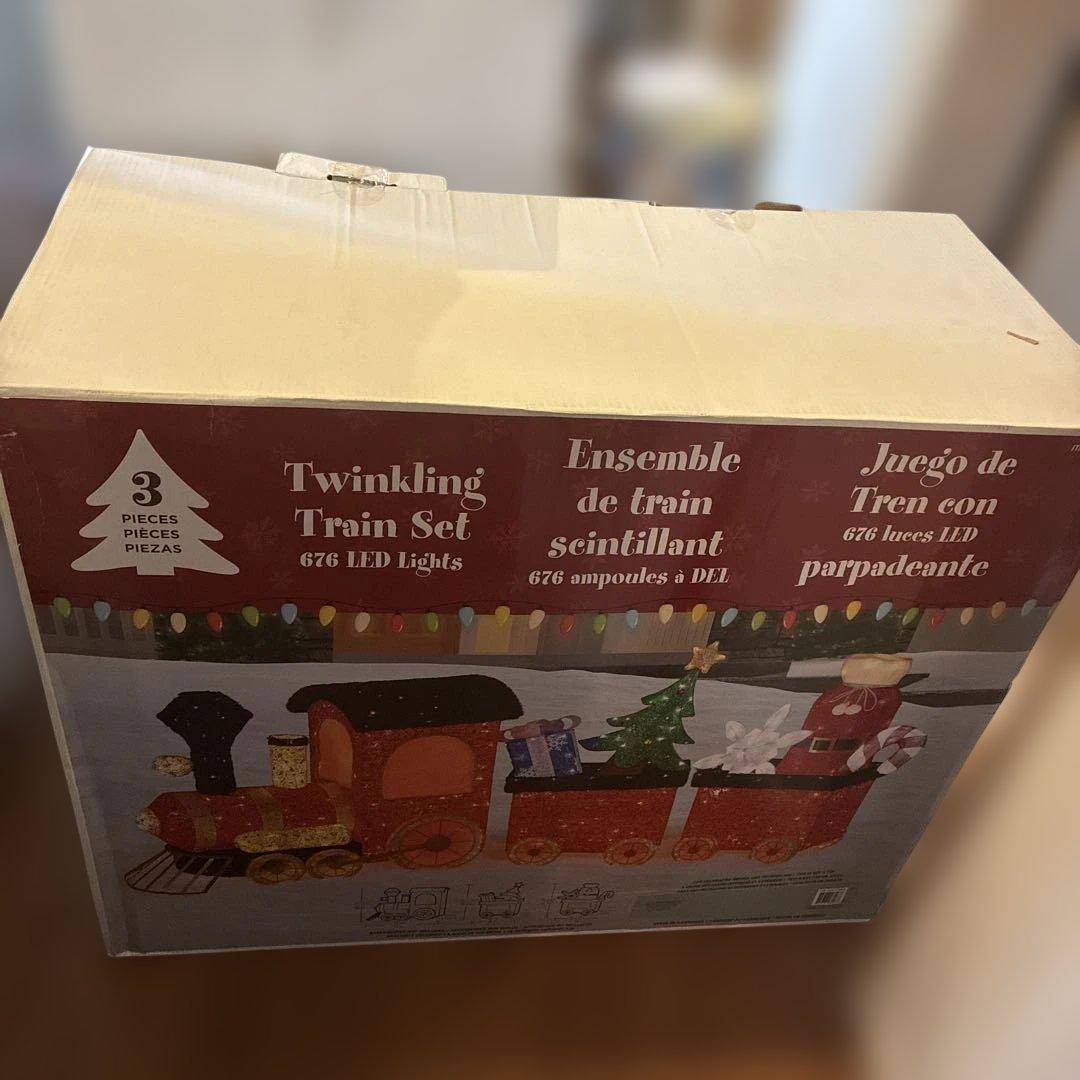 3
PIECES
PIÈCES
PIEZAS
Twinkling
Train Set
676 LED Lights
Ensemble
de train
scintillant
676 ampoules à DEL
Juego de
Tren con
676 luces LED
parpadeante